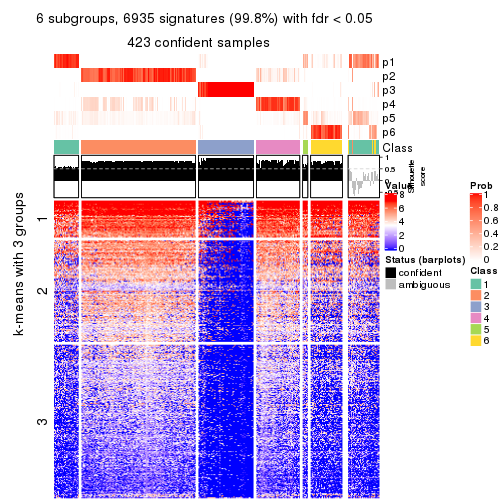 6 subgroups, 6935 signatures (99.8%) with fdr < 0.05
423 confident samples
p1
p2
p3
p4
p5
p6
Class
1
0.5
0
Silhouette
score
k-means with 3 groups
1
2
3
Value
8
6
4
2
0
Status (barplots)
confident
ambiguous
Prob
1
0.8
0.6
0.4
0.2
0
Class
1
2
3
4
5
6